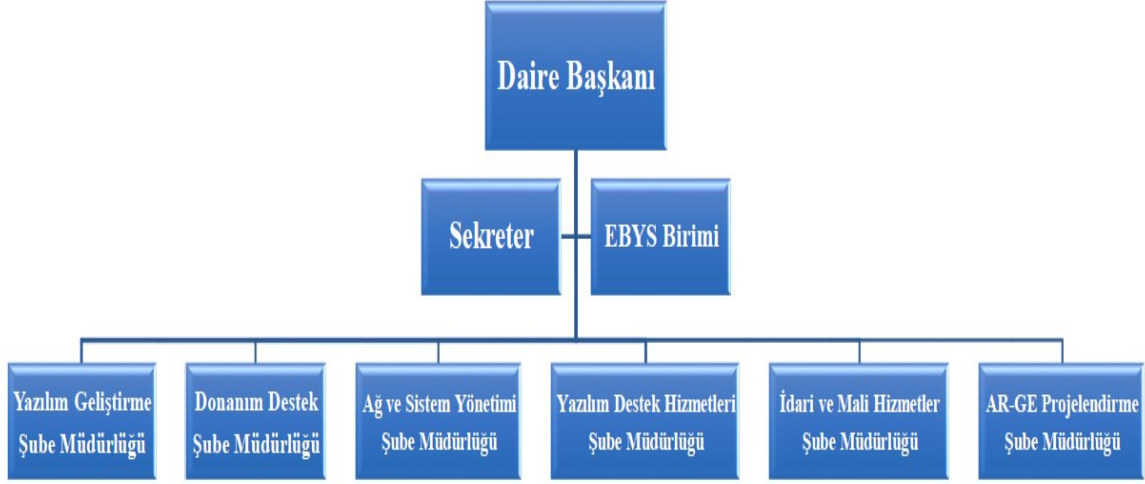 Daire Başkanı
Sekreter
EBYS Birimi
Yazılım Geliştirme
Şube Müdürlüğü
Donanım Destek
Şube Müdürlüğü
Ağ ve Sistem Yönetimi
Şube Müdürlüğü
Yazılım Destek Hizmetleri
Şube Müdürlüğü
İdari ve Mali Hizmetler
Şube Müdürlüğü
AR-GE Projelendirme
Şube Müdürlüğü